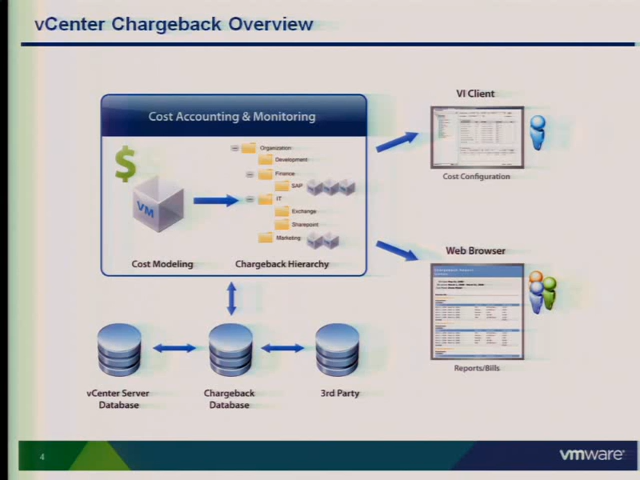 vCenter Chargeback Overview
Cost Accounting & Monitoring
$
VM
Organization
Development
Finance
SAP
IT
Exchange
Sharepoint
Marketing
Cost Modeling
Chargeback Hierarchy
VI Client
Cost Configuration
Web Browser
Reports/Bills
vCenter Server
Database
Chargeback
Database
3rd Party
4
vmware